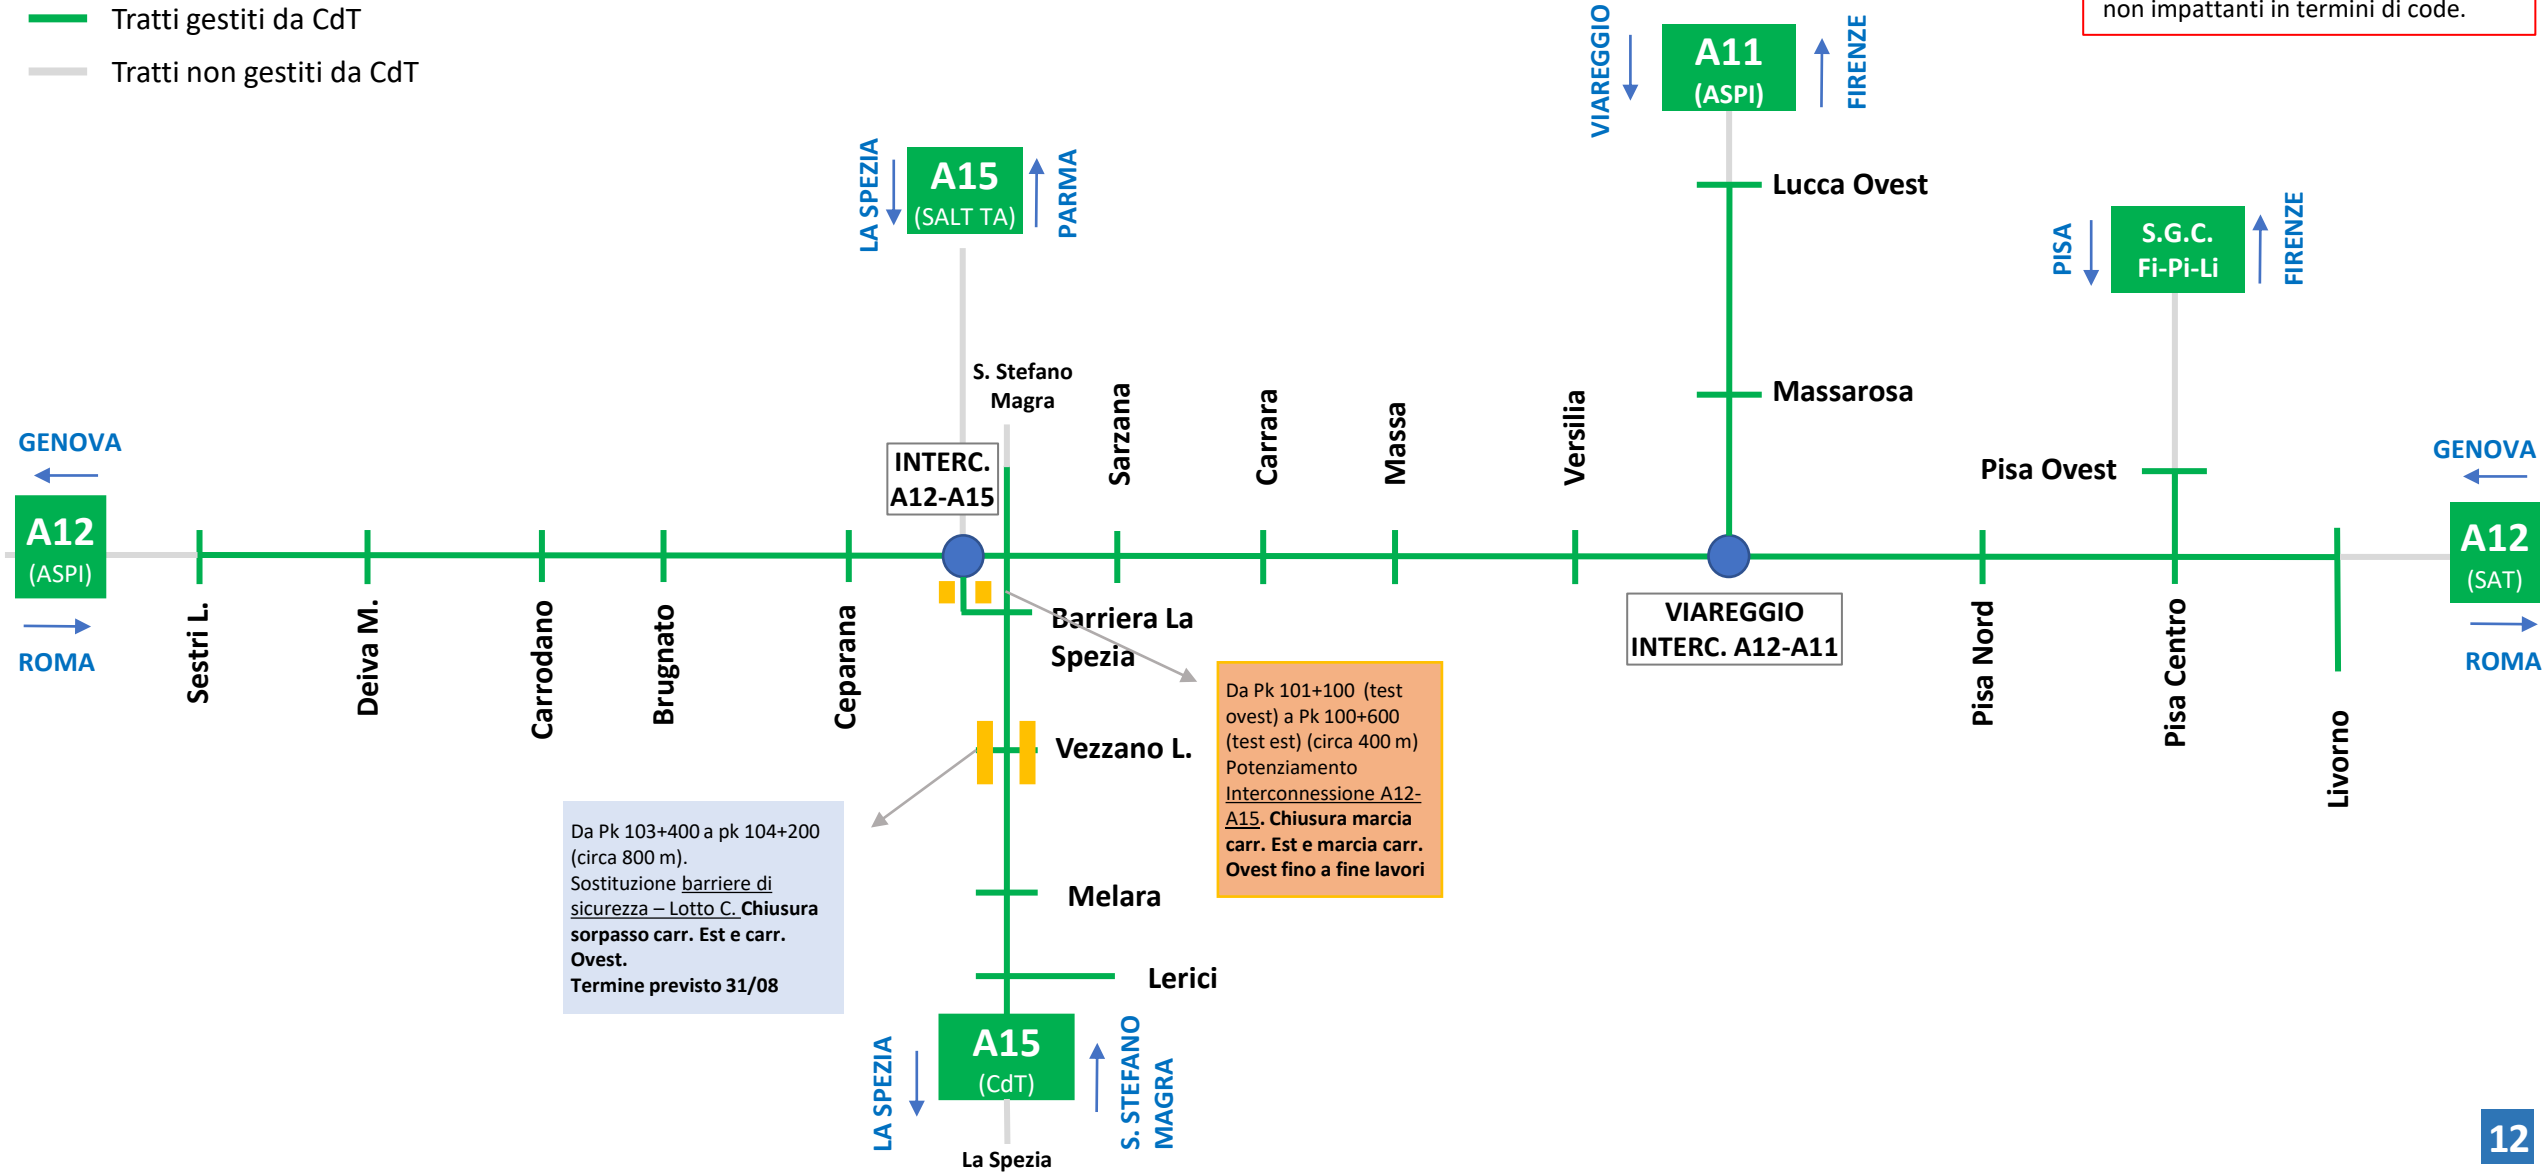 Tratti gestiti da CdT
Tratti non gestiti da CdT
non impattanti in termini di code.
VIAREGGIO
A11
(ASPI)
FIRENZE
LA SPEZIA
A15
(SALT TA)
PARMA
Lucca Ovest
PISA
S.G.C.
Fi-Pi-Li
FIRENZE
S. Stefano
Magra
Massarosa
Sarzana
Carrara
Massa
Versilia
GENOVA
INTERC.
A12-A15
Pisa Ovest
GENOVA
A12
(ASPI)
A12
(SAT)
ROMA
ROMA
Sestri L.
Deiva M.
Carrodano
Brugnato
Ceparana
Barriera La
Spezia
VIAREGGIO
INTERC. A12-A11
Pisa Nord
Pisa Centro
Livorno
Da Pk 101+100 (test
ovest) a Pk 100+600
(test est) (circa 400 m)
Potenziamento
Interconnessione A12-
A15. Chiusura marcia
carr. Est e marcia carr.
Ovest fino a fine lavori
Vezzano L.
Da Pk 103+400 a pk 104+200
(circa 800 m).
Sostituzione barriere di
sicurezza – Lotto C. Chiusura
sorpasso carr. Est e carr.
Ovest.
Termine previsto 31/08
Melara
Lerici
LA SPEZIA
A15
(CdT)
S. STEFANO
MAGRA
La Spezia
12